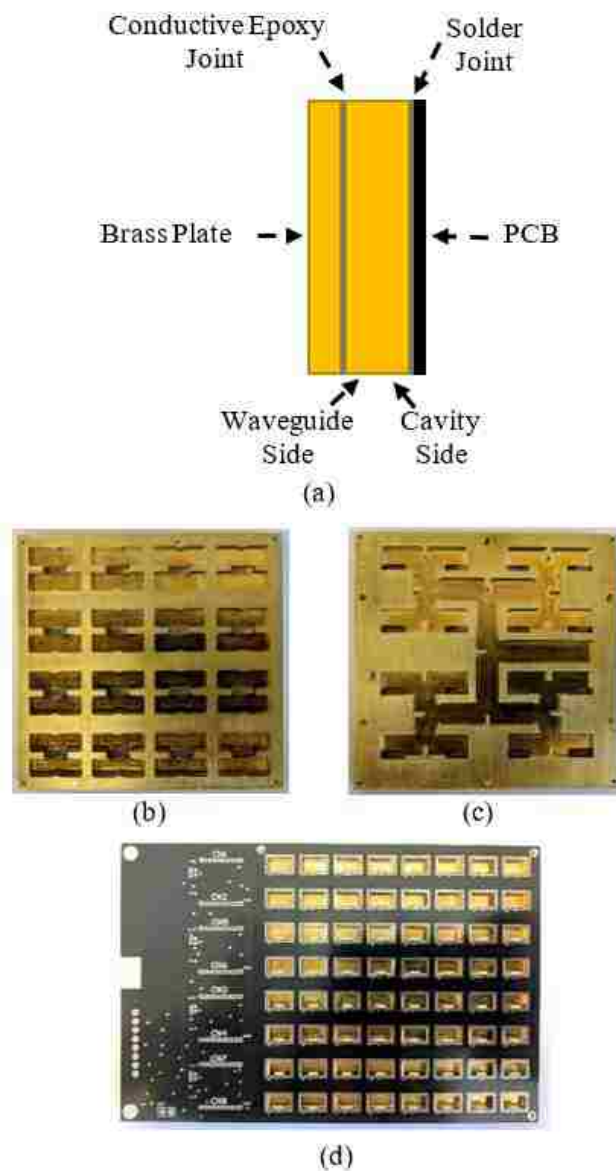 Conductive Epoxy Joint
Solder Joint
Brass Plate
PCB
Waveguide Side
Cavity Side
(a)
(b)
(c)
(d)